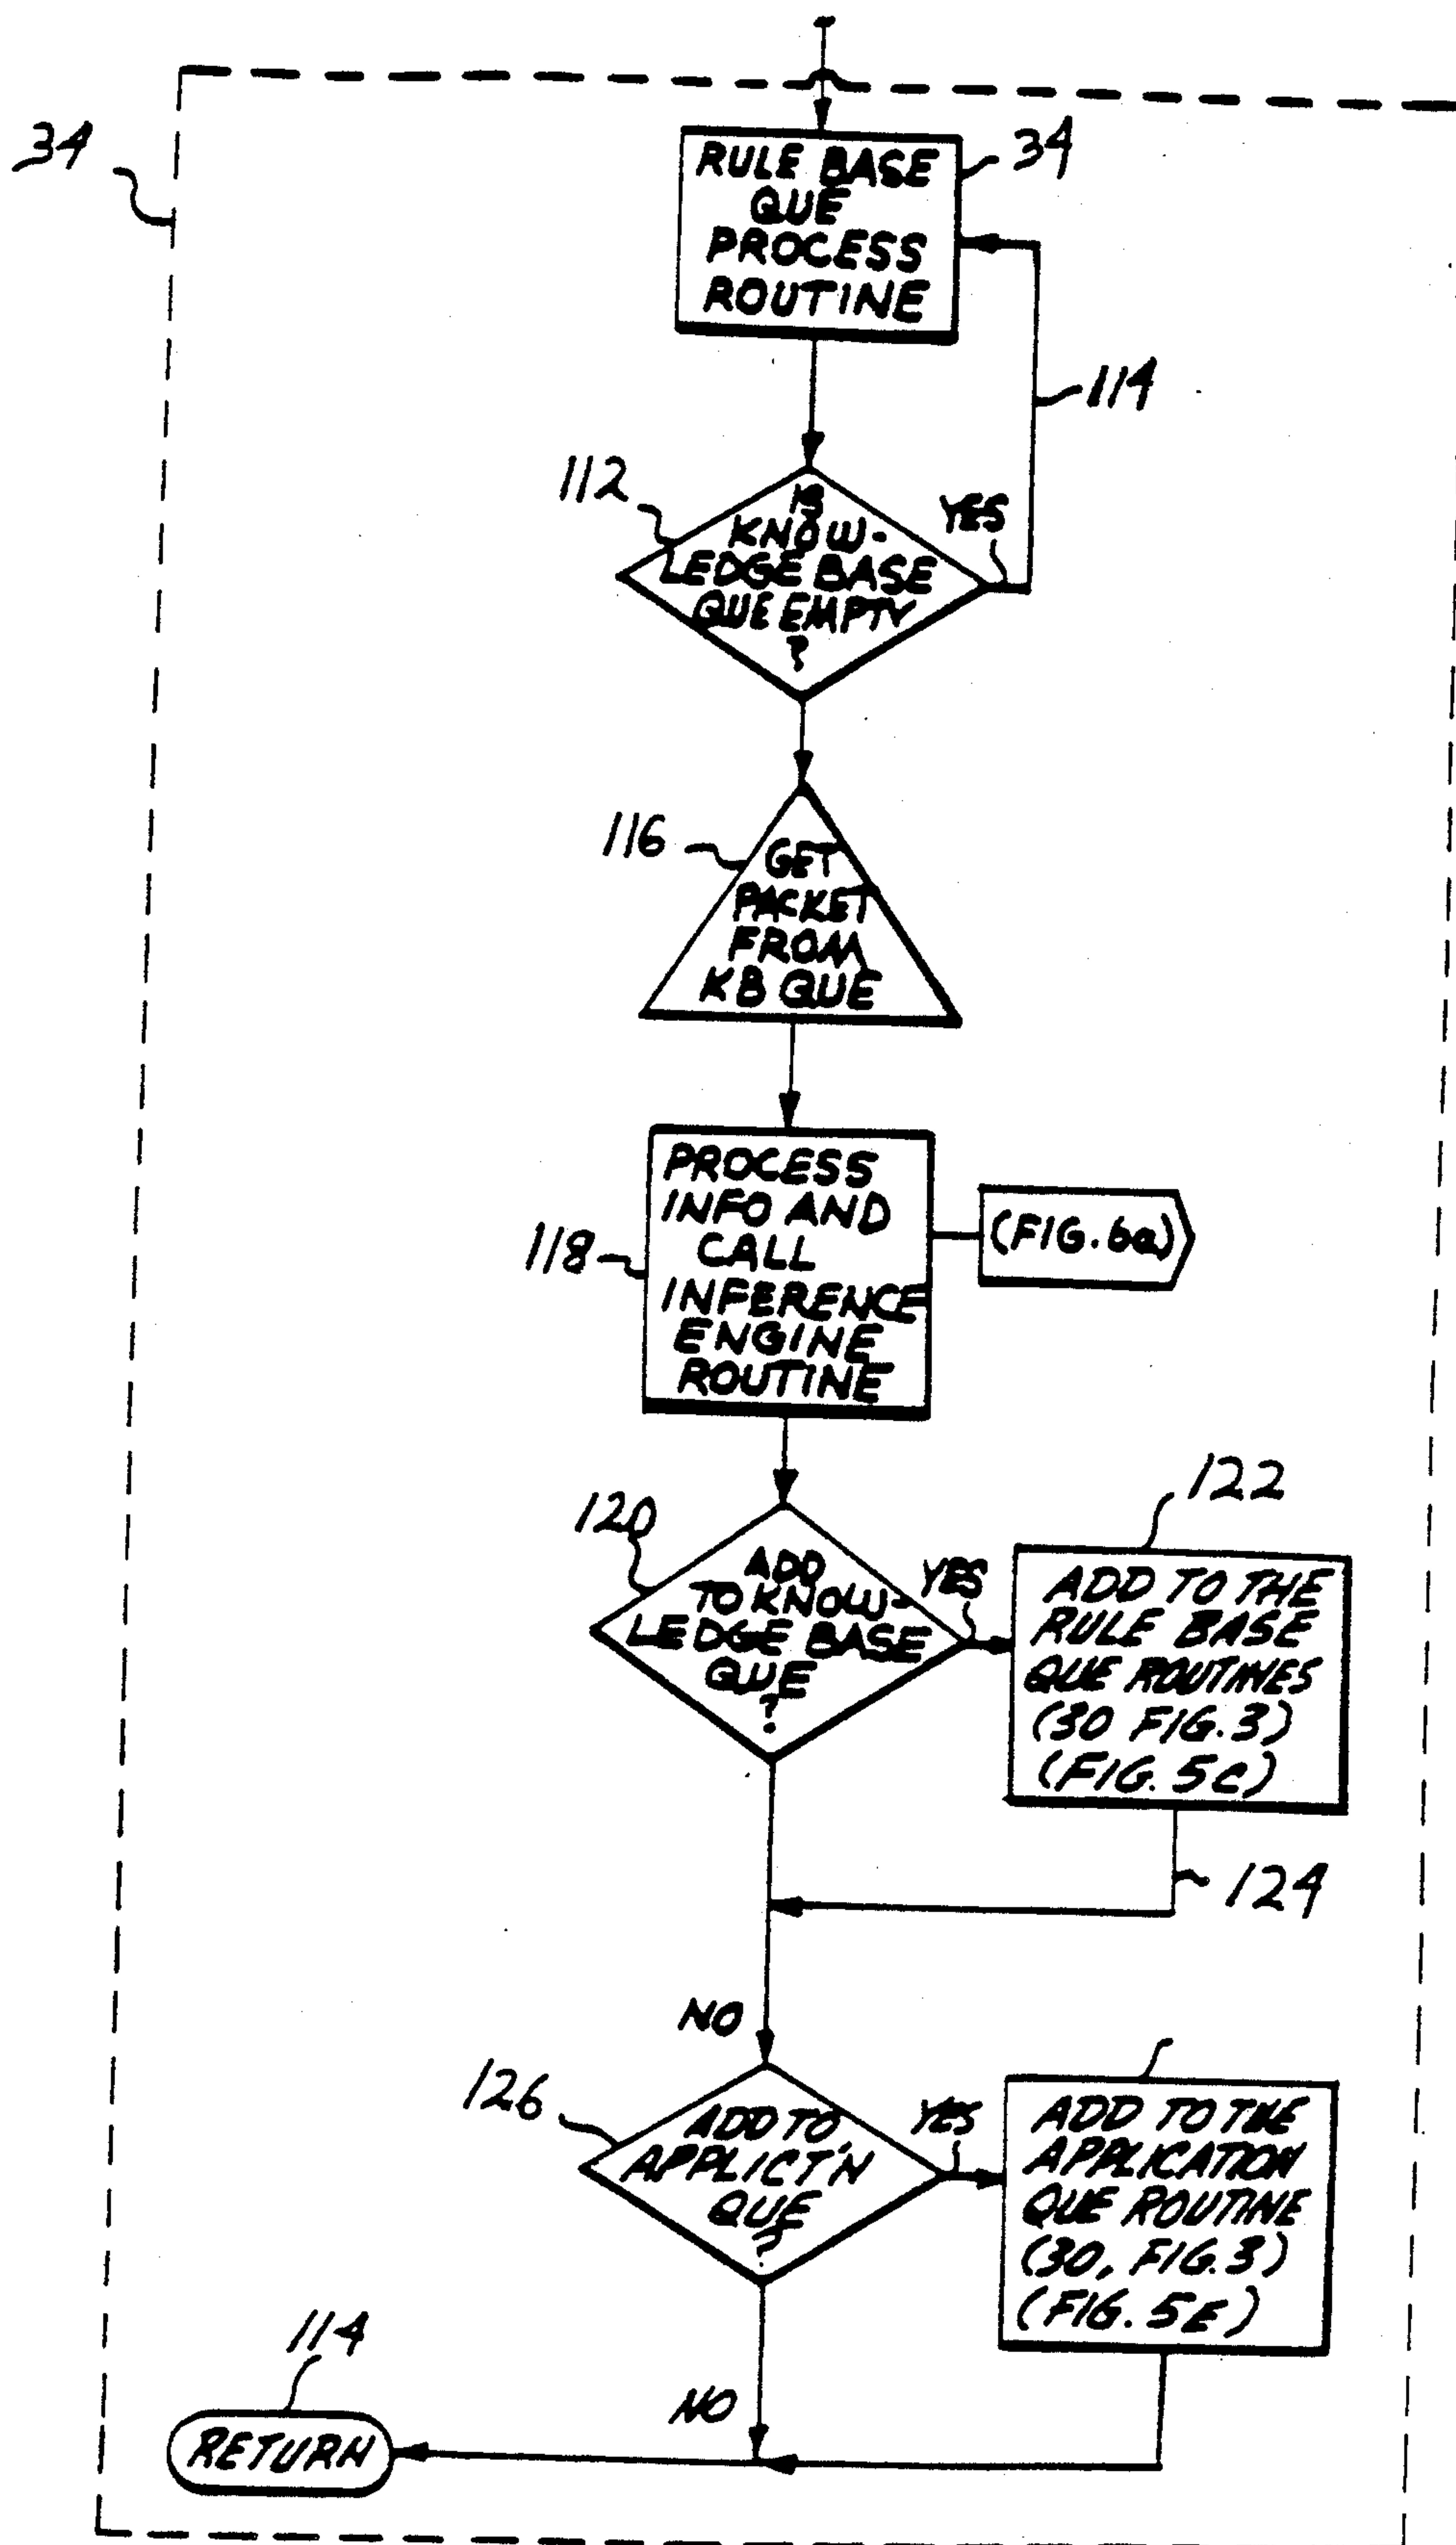 34
RULE BASE
QUE
PROCESS
ROUTINE
34
114
112
IS
KNOW-
LEDGE BASE
QUE EMPTY
?
YES
116
GET
PACKET
FROM
KB QUE
118
PROCESS
INFO AND
CALL
INFERENCE
ENGINE
ROUTINE
(FIG. 6a)
120
ADD
TO KNOW-
LEDGE BASE
QUE
?
YES
122
ADD TO THE
RULE BASE
QUE ROUTINES
(30 FIG. 3)
(FIG. 5C)
124
NO
126
ADD TO
APPLICT'N
QUE
?
YES
ADD TO THE
APPLICATION
QUE ROUTINE
(30, FIG. 3)
(FIG. 5E)
NO
114
RETURN